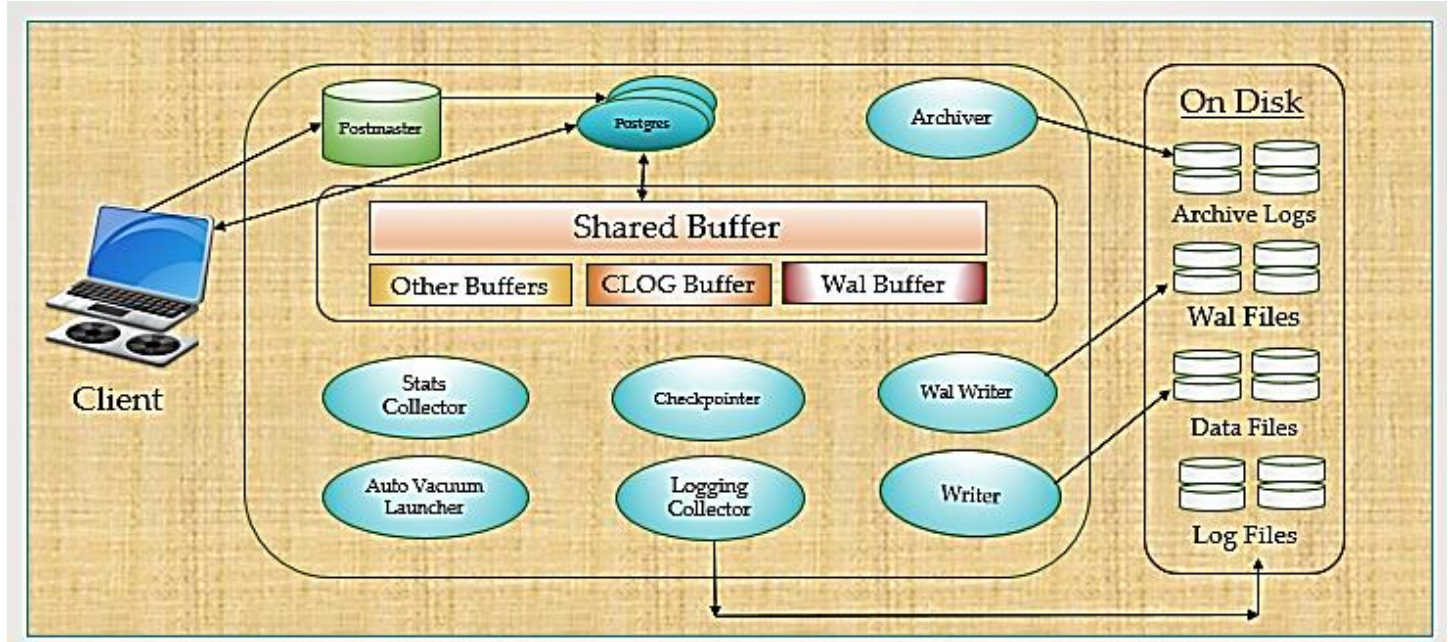 Postmaster
Postgres
Archiver
On Disk
Archive Logs
Shared Buffer
Other Buffers
CLOG Buffer
Wal Buffer
Wal Files
Client
Stats
Collector
Checkpointer
Wal Writer
Data Files
Auto Vacuum
Launcher
Logging
Collector
Writer
Log Files